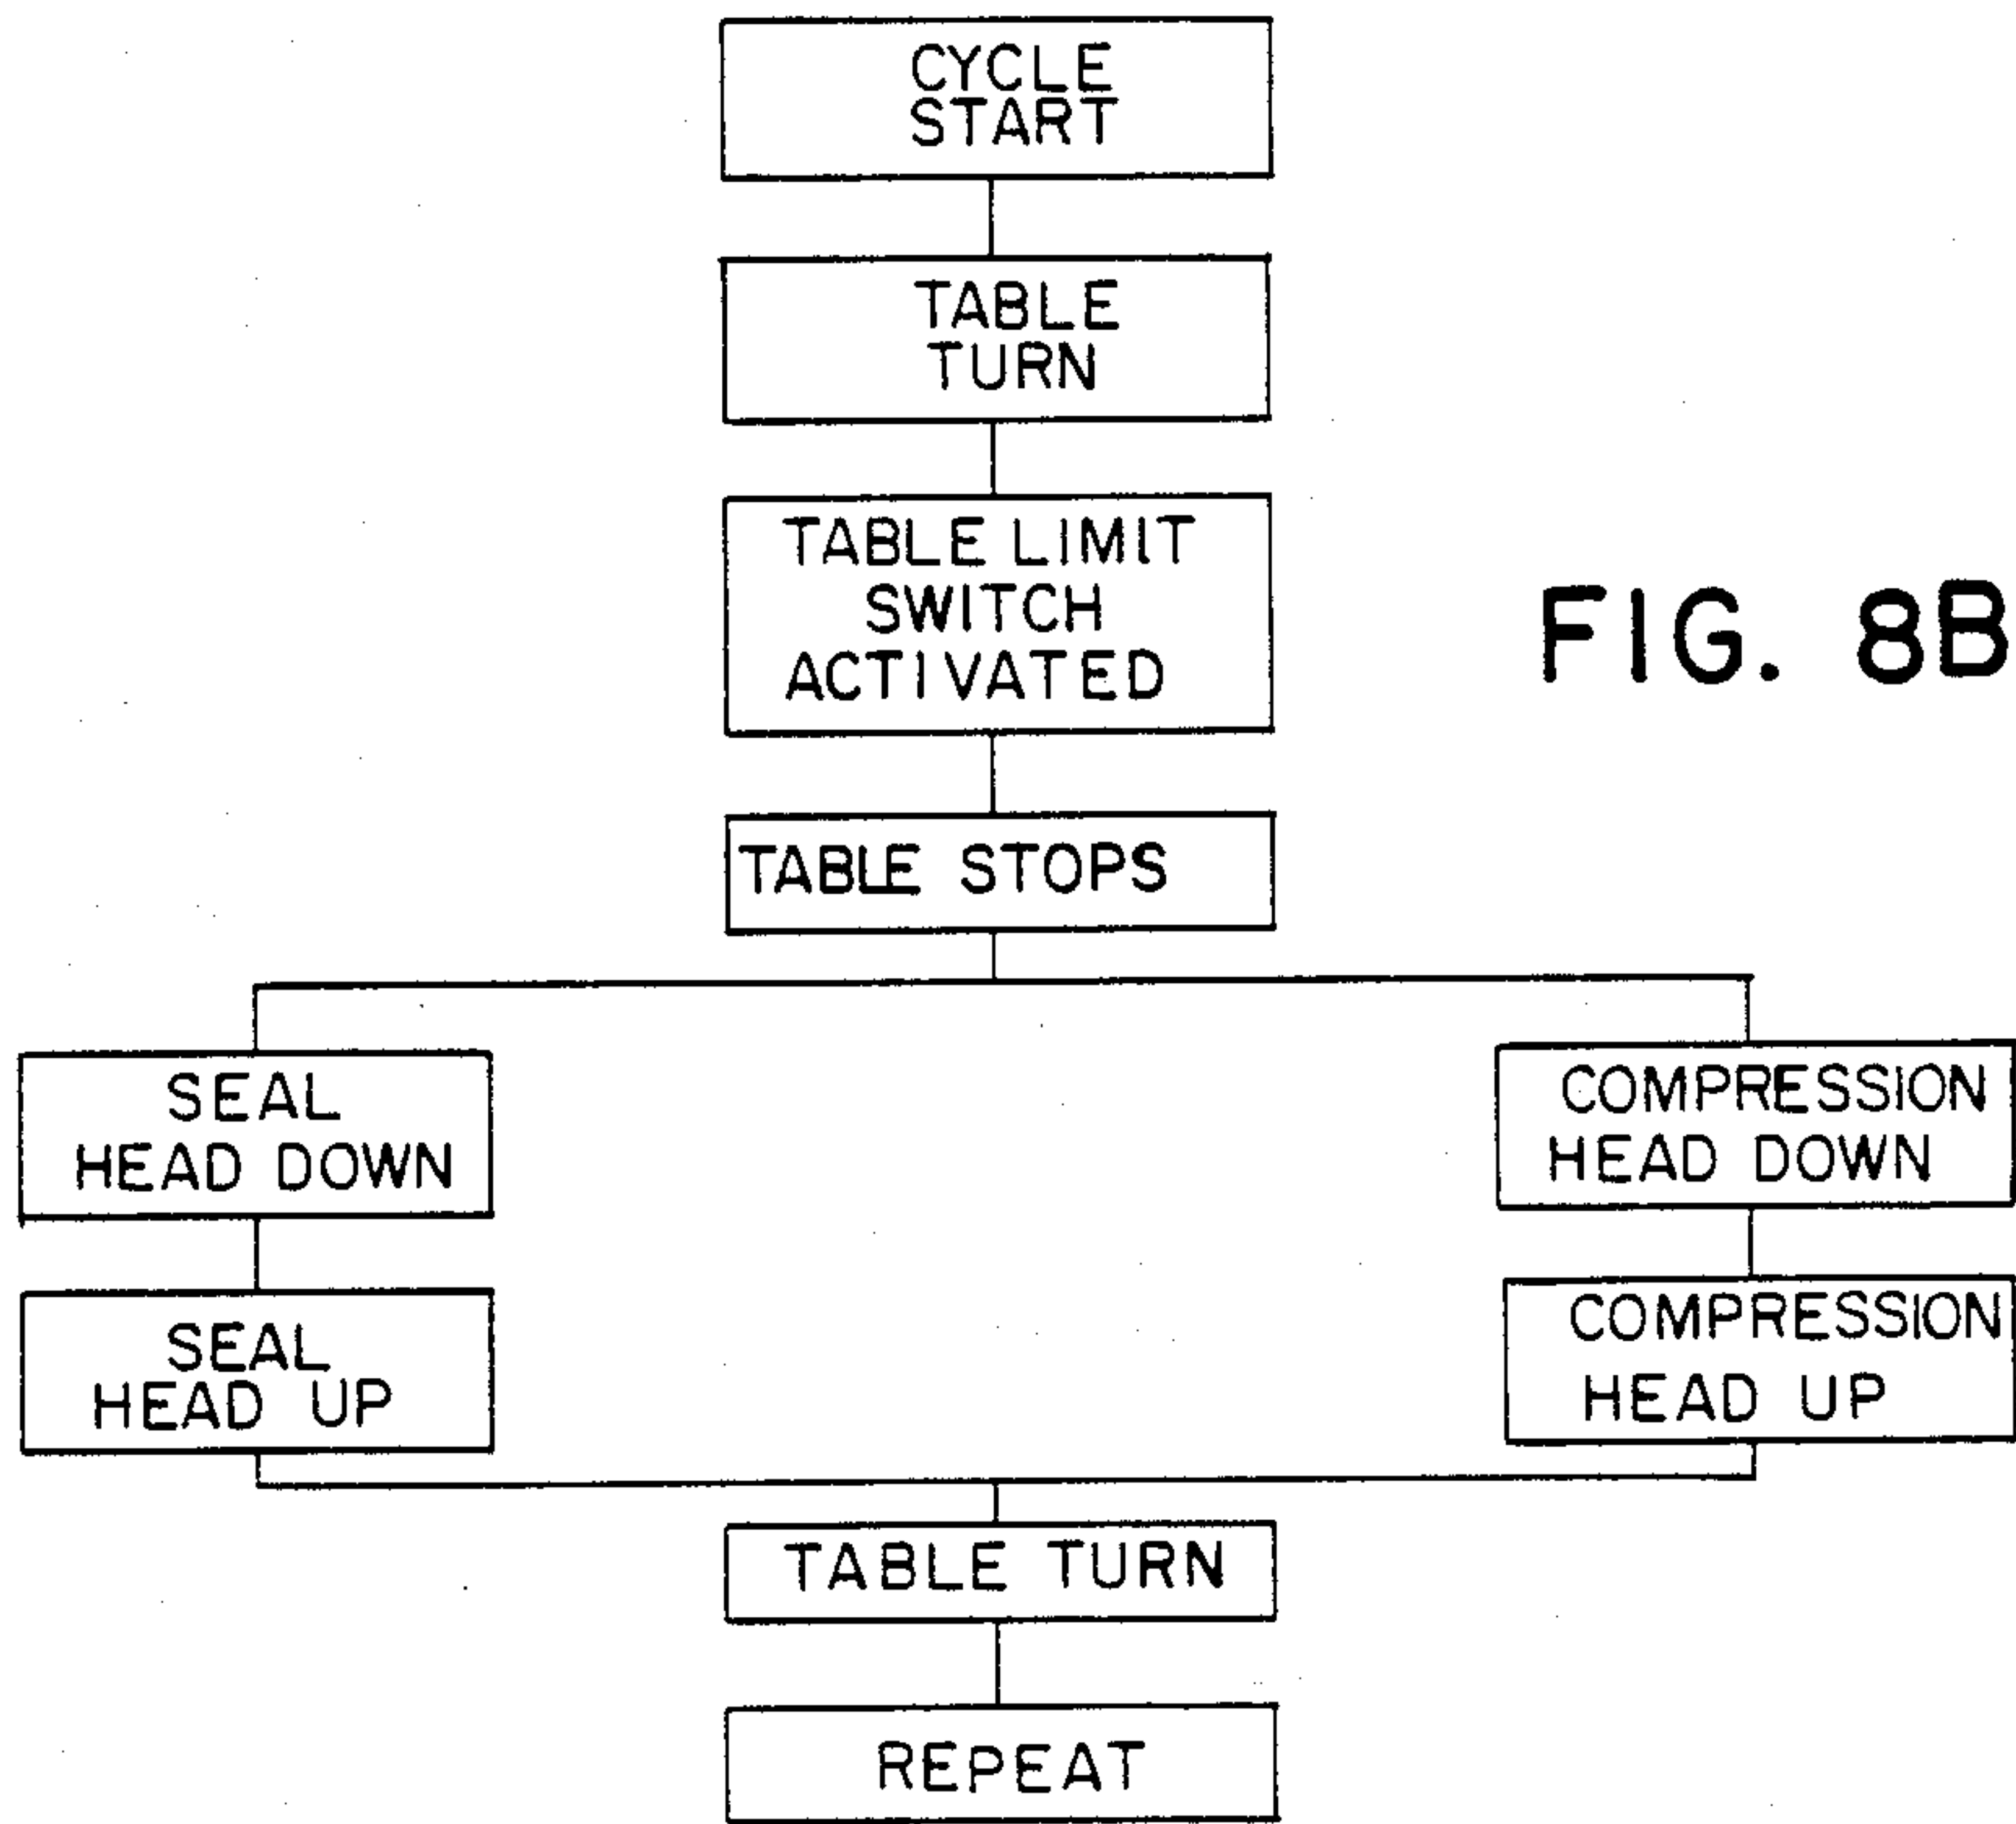 CYCLE
START
TABLE
TURN
TABLE LIMIT
SWITCH
ACTIVATED
FIG. 8B
TABLE STOPS
SEAL
HEAD DOWN
COMPRESSION
HEAD DOWN
SEAL
HEAD UP
COMPRESSION
HEAD UP
TABLE TURN
REPEAT